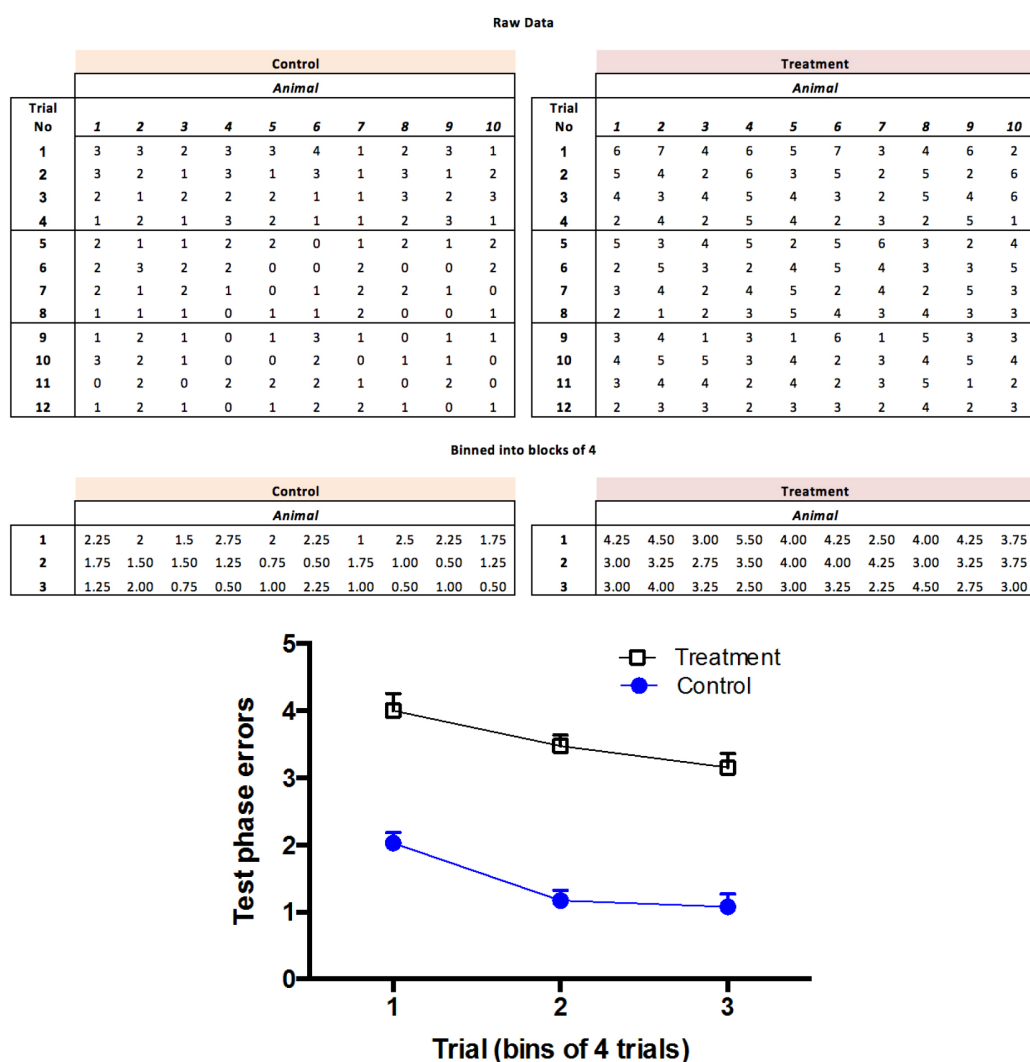 Raw Data
Control Treatment
Animal Animal
Trial Trial
No 1 2 3 4 5 6 7 8 9 10 No 1 2 3 4 5 6 7 8 9 10
1 3 3 2 3 3 4 1 2 3 1 1 6 7 4 6 5 7 3 4 6 2
2 3 2 1 3 1 3 1 3 1 2 2 5 4 2 6 3 5 2 5 2 6
3 2 1 2 2 2 1 1 3 2 3 3 4 3 4 5 4 3 2 5 4 6
4 1 2 1 3 2 1 1 2 3 1 4 2 4 2 5 4 2 3 2 5 1
5 2 1 1 2 2 0 1 2 1 2 5 5 3 4 5 2 5 6 3 2 4
6 2 3 2 2 0 0 2 0 0 2 6 2 5 3 2 4 5 4 3 3 5
7 2 1 2 1 0 1 2 2 1 0 7 3 4 2 4 5 2 4 2 5 3
8 1 1 1 0 1 1 2 0 0 1 8 2 1 2 3 5 4 3 4 3 3
9 1 2 1 0 1 3 1 0 1 1 9 3 4 1 3 1 6 1 5 3 3
10 3 2 1 0 0 2 0 1 1 0 10 4 5 5 3 4 2 3 4 5 4
11 0 2 0 2 2 2 1 0 2 0 11 3 4 4 2 4 2 3 5 1 2
12 1 2 1 0 1 2 2 1 0 1 12 2 3 3 2 3 3 2 4 2 3
Binned into blocks of 4
Control Treatment
Animal Animal
1 2.25 2 1.5 2.75 2 2.25 1 2.5 2.25 1.75 1 4.25 4.50 3.00 5.50 4.00 4.25 2.50 4.00 4.25 3.75
2 1.75 1.50 1.50 1.25 0.75 0.50 1.75 1.00 0.50 1.25 2 3.00 3.25 2.75 3.50 4.00 4.00 4.25 3.00 3.25 3.75
3 1.25 2.00 0.75 0.50 1.00 2.25 1.00 0.50 1.00 0.50 3 3.00 4.00 3.25 2.50 3.00 3.25 2.25 4.50 2.75 3.00
5
Treatment
Control
4
3
2
1
0
Test phase errors
1 2 3
Trial (bins of 4 trials)